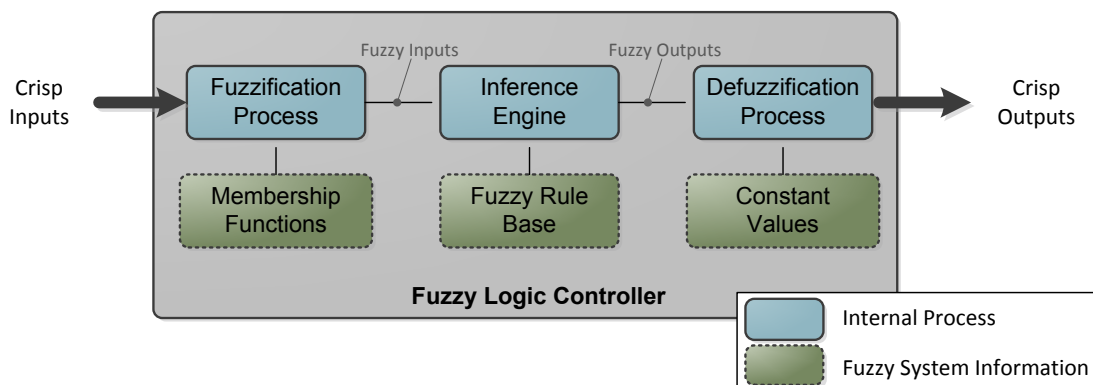 Fuzzy Inputs
Fuzzy Outputs
Crisp
Inputs
Fuzzification
Process
Inference
Engine
Defuzzification
Process
Crisp
Outputs
Membership
Functions
Fuzzy Rule
Base
Constant
Values
Fuzzy Logic Controller
Internal Process
Fuzzy System Information